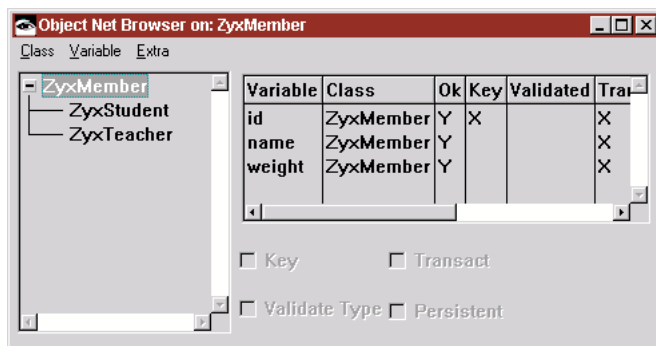 Object Net Browser on: ZyxMember
Class Variable Extra
ZyxMember
ZyxStudent
ZyxTeacher
Variable Class Ok Key Validated Tra
id ZyxMember Y X X
name ZyxMember Y X
weight ZyxMember Y X
Key Transact
Validate Type Persistent